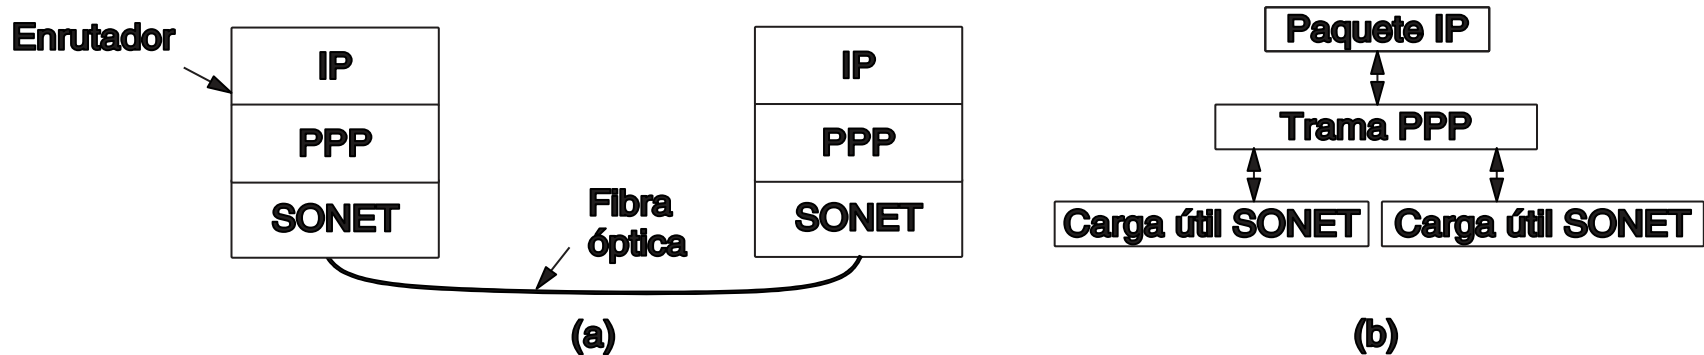 Enrutador
IP
PPP
SONET
Fibra
óptica
IP
PPP
SONET
(a)
Paquete IP
Trama PPP
Carga útil SONET
Carga útil SONET
(b)